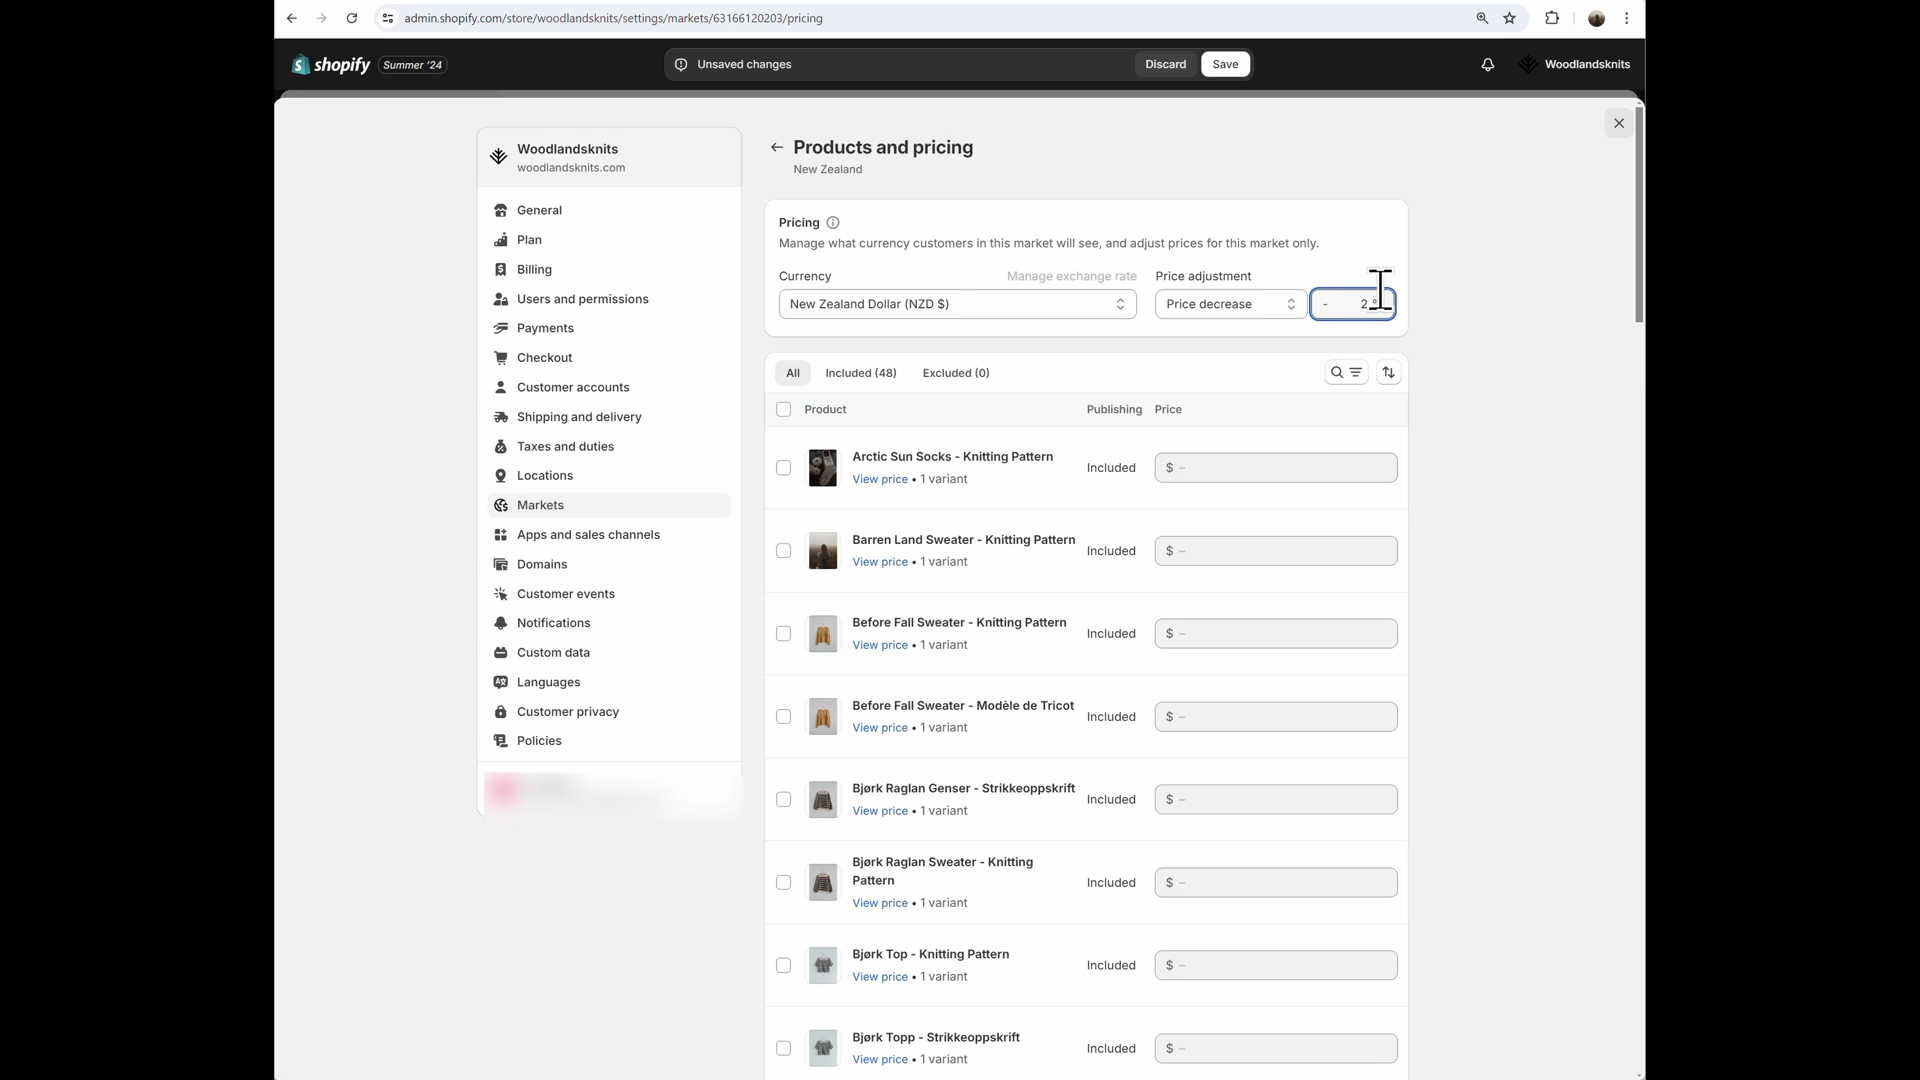 admin.shopify.com/store/woodlandsknits/settings/markets/63166120203/pricing
shopify Summer '24
Unsaved changes
Discard
Save
Woodlandsknits
Woodlandsknits
woodlandsknits.com
General
Plan
Billing
Users and permissions
Payments
Checkout
Customer accounts
Shipping and delivery
Taxes and duties
Locations
Markets
Apps and sales channels
Domains
Customer events
Notifications
Custom data
Languages
Customer privacy
Policies
Products and pricing
New Zealand
Pricing
Manage what currency customers in this market will see, and adjust prices for this market only.
Currency Manage exchange rate Price adjustment
New Zealand Dollar (NZD $) Price decrease - 2
All Included (48) Excluded (0)
Product Publishing Price
Arctic Sun Socks - Knitting Pattern
View price • 1 variant
Included $ –
Barren Land Sweater - Knitting Pattern
View price • 1 variant
Included $ –
Before Fall Sweater - Knitting Pattern
View price • 1 variant
Included $ –
Before Fall Sweater - Modèle de Tricot
View price • 1 variant
Included $ –
Bjørk Raglan Genser - Strikkeoppskrift
View price • 1 variant
Included $ –
Bjørk Raglan Sweater - Knitting
Pattern
View price • 1 variant
Included $ –
Bjørk Top - Knitting Pattern
View price • 1 variant
Included $ –
Bjørk Topp - Strikkeoppskrift
View price • 1 variant
Included $ –